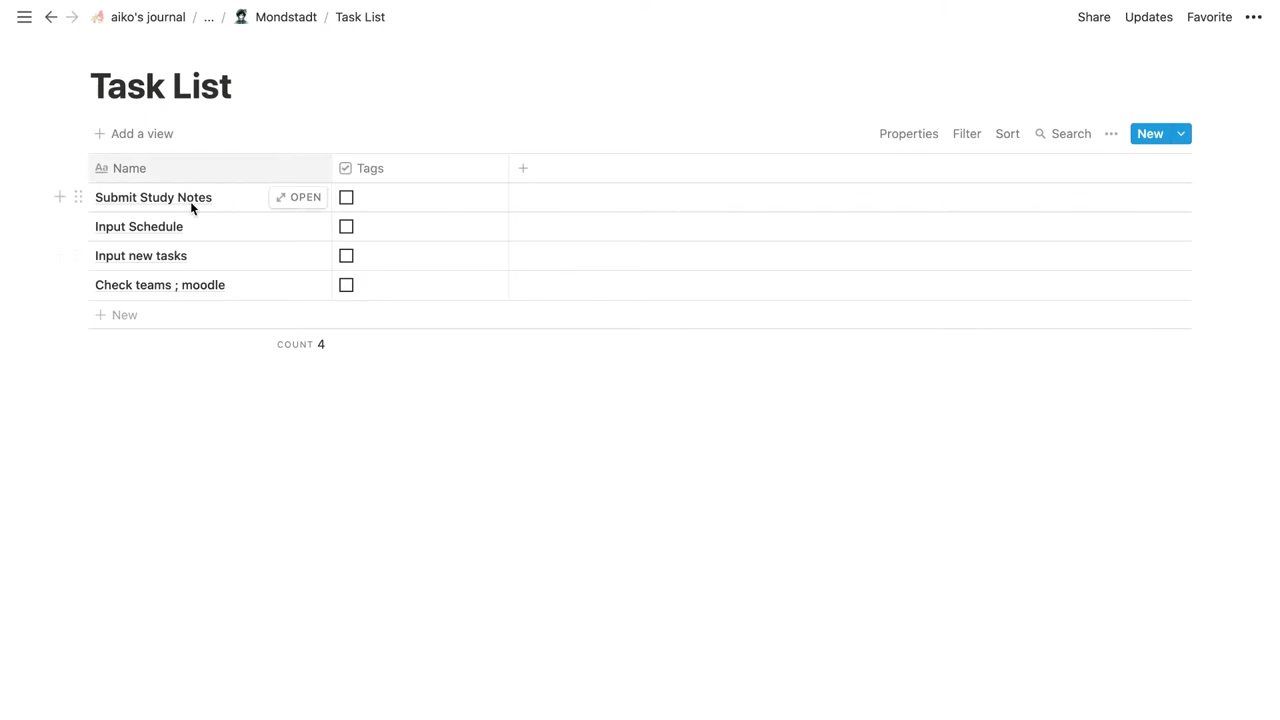 aiko's journal / ... / Mondstadt / Task List Share Updates Favorite
Task List
Add a view Properties Filter Sort Search New
Aa Name Tags
Submit Study Notes OPEN
Input Schedule
Input new tasks
Check teams ; moodle
New
COUNT 4